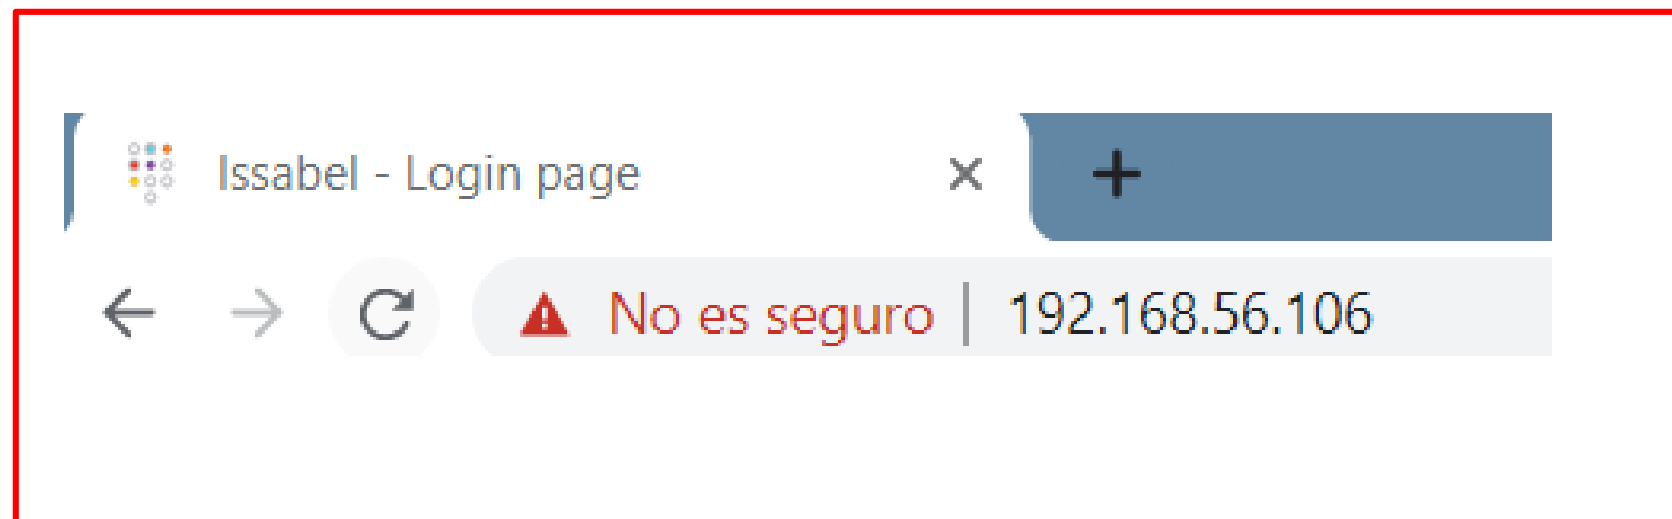 Issabel - Login page
No es seguro | 192.168.56.106